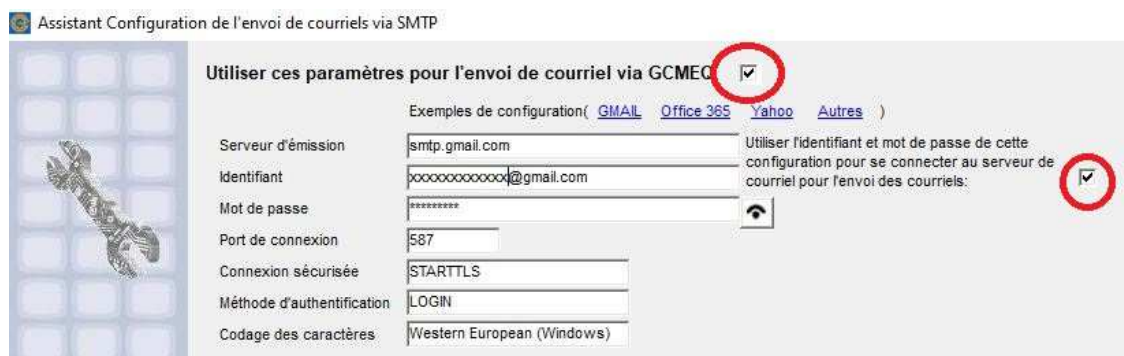 Assistant Configuration de l'envoi de courriels via SMTP
Utiliser ces paramètres pour l'envoi de courriel via GCMEQ
Exemples de configuration( GMAIL Office 365 Yahoo Autres )
Serveur d'émission smtp.gmail.com
Identifiant xxxxxxxxxxxxx@gmail.com
Mot de passe *********
Port de connexion 587
Connexion sécurisée STARTTLS
Méthode d'authentification LOGIN
Codage des caractères Western European (Windows)
Utiliser l'identifiant et mot de passe de cette
configuration pour se connecter au serveur de
courriel pour l'envoi des courriels: